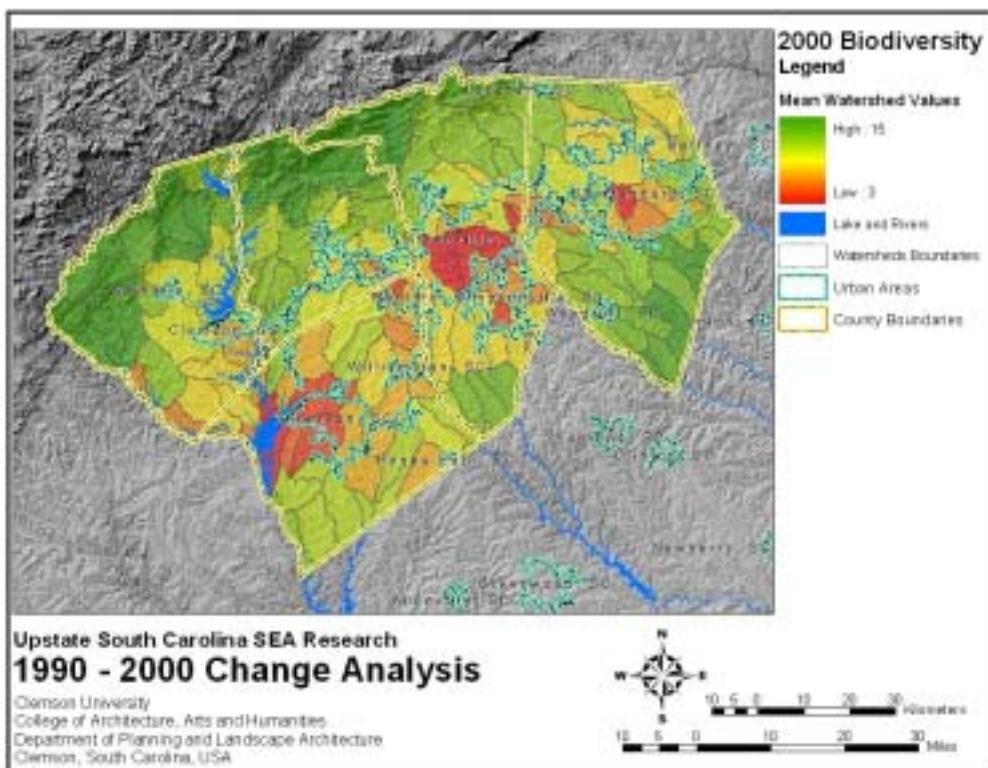 2000 Biodiversity
Legend
Mean Watershed Values
High : 15
Low : 3
Lake and Rivers
Watersheds Boundaries
Urban Areas
County Boundaries
Clemson
Newberry
Upstate South Carolina SEA Research
1990 - 2000 Change Analysis
Clemson University
College of Architecture, Arts and Humanities
Department of Planning and Landscape Architecture
Clemson, South Carolina, USA
N
W E
S
10 5 0 10 20 30
Kilometers
10 5 0 10 20 30
Miles